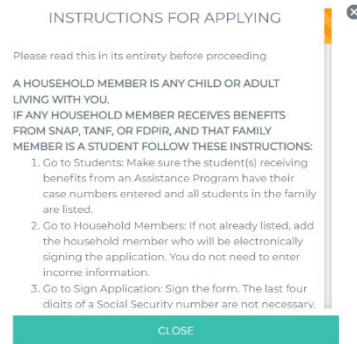 INSTRUCTIONS FOR APPLYING
Please read this in its entirety before proceeding
A HOUSEHOLD MEMBER IS ANY CHILD OR ADULT
LIVING WITH YOU.
IF ANY HOUSEHOLD MEMBER RECEIVES BENEFITS
FROM SNAP, TANF, OR FDPIR, AND THAT FAMILY
MEMBER IS A STUDENT FOLLOW THESE INSTRUCTIONS:
1. Go to Students: Make sure the student(s) receiving
benefits from an Assistance Program have their
case numbers entered and all students in the family
are listed.
2. Go to Household Members: If not already listed, add
the household member who will be electronically
signing the application. You do not need to enter
income information.
3. Go to Sign Application: Sign the form. The last four
digits of a Social Security number are not necessary.
CLOSE